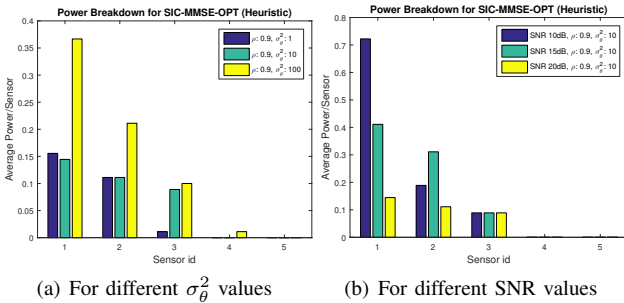 Power Breakdown for SIC-MMSE-OPT (Heuristic)
0.4
0.35
0.3
0.25
0.2
0.15
0.1
0.05
0
Average Power/Sensor
ρ: 0.9, σ_θ^2: 1
ρ: 0.9, σ_θ^2: 10
ρ: 0.9, σ_θ^2: 100
1 2 3 4 5
Sensor id
(a) For different σ_θ^2 values
Power Breakdown for SIC-MMSE-OPT (Heuristic)
0.8
0.7
0.6
0.5
0.4
0.3
0.2
0.1
0
Average Power/Sensor
SNR 10dB, ρ: 0.9, σ_θ^2: 10
SNR 15dB, ρ: 0.9, σ_θ^2: 10
SNR 20dB, ρ: 0.9, σ_θ^2: 10
1 2 3 4 5
Sensor id
(b) For different SNR values